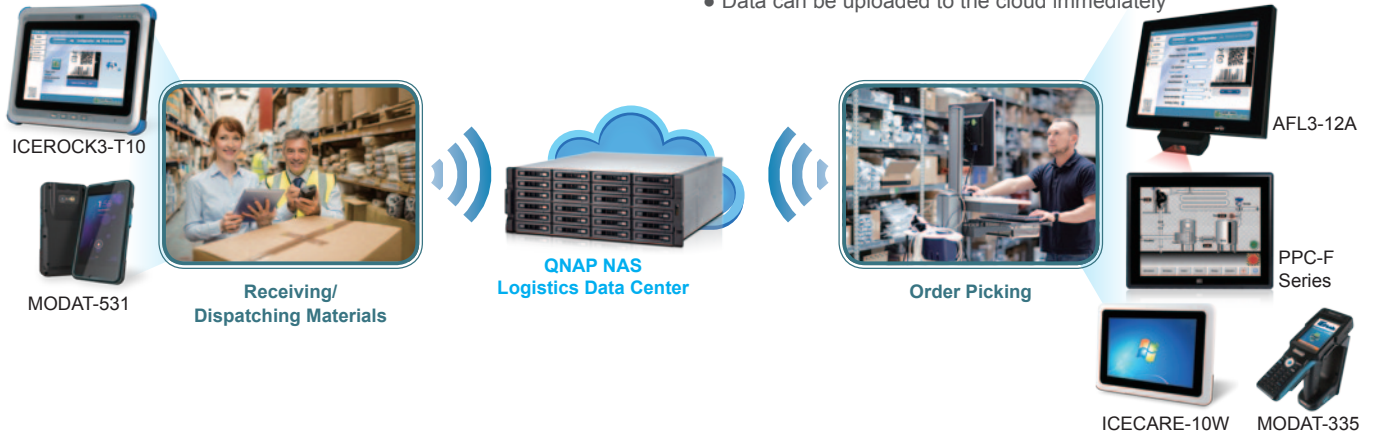 ● Data can be uploaded to the cloud immediately
ICEROCK3-T10
MODAT-531
Receiving/
Dispatching Materials
QNAP NAS
Logistics Data Center
Order Picking
AFL3-12A
PPC-F
Series
ICECARE-10W
MODAT-335